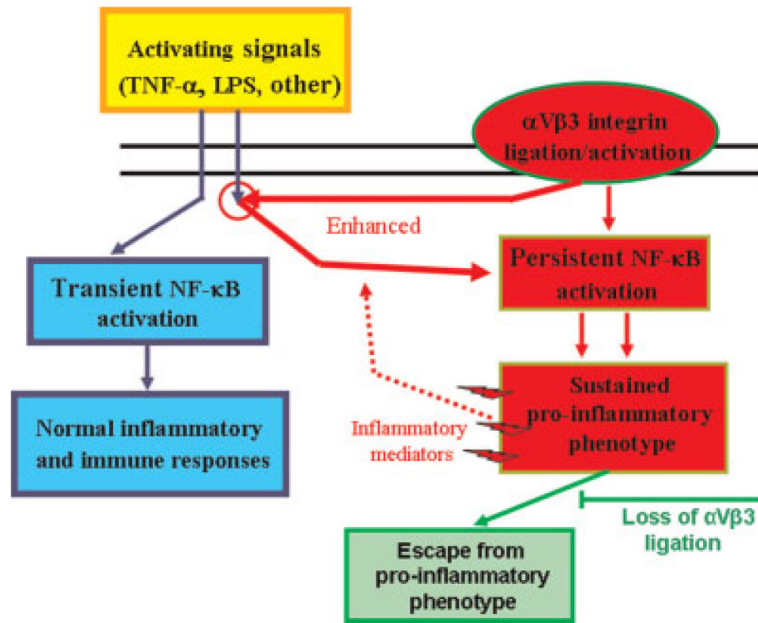 Activating signals
(TNF-α, LPS, other)
αVβ3 integrin
ligation/activation
Enhanced
Transient NF-κB
activation
Persistent NF-κB
activation
Normal inflammatory
and immune responses
Inflammatory
mediators
Sustained
pro-inflammatory
phenotype
Loss of αVβ3
ligation
Escape from
pro-inflammatory
phenotype